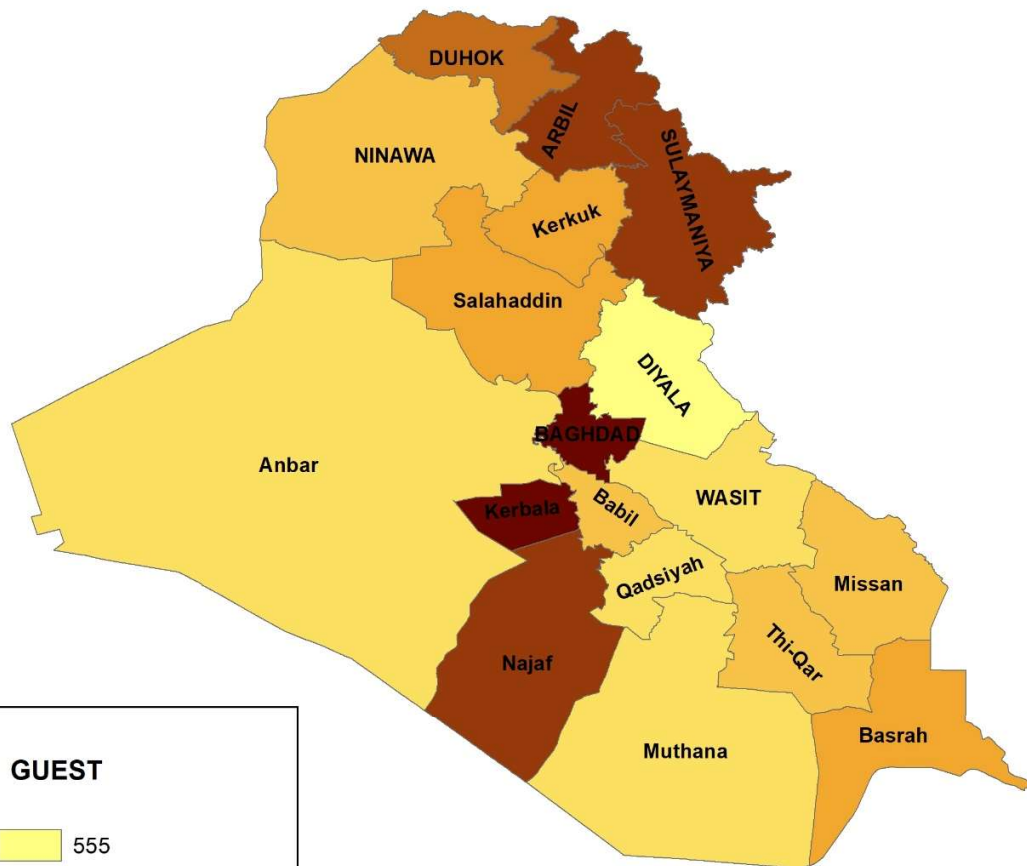 DUHOK
ARBIL
NINAWA
SULAYMANIYA
Kerkuk
Salahaddin
DIYALA
BAGHDAD
Anbar
WASIT
Kerbala
Babil
Qadsiyah
Missan
Thi-Qar
Najaf
Basrah
Muthana
GUEST
555